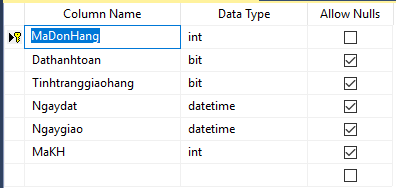 Column Name Data Type Allow Nulls
MaDonHang int
Dathanhtoan bit
Tinhtranggiaohang bit
Ngaydat datetime
Ngaygiao datetime
MaKH int